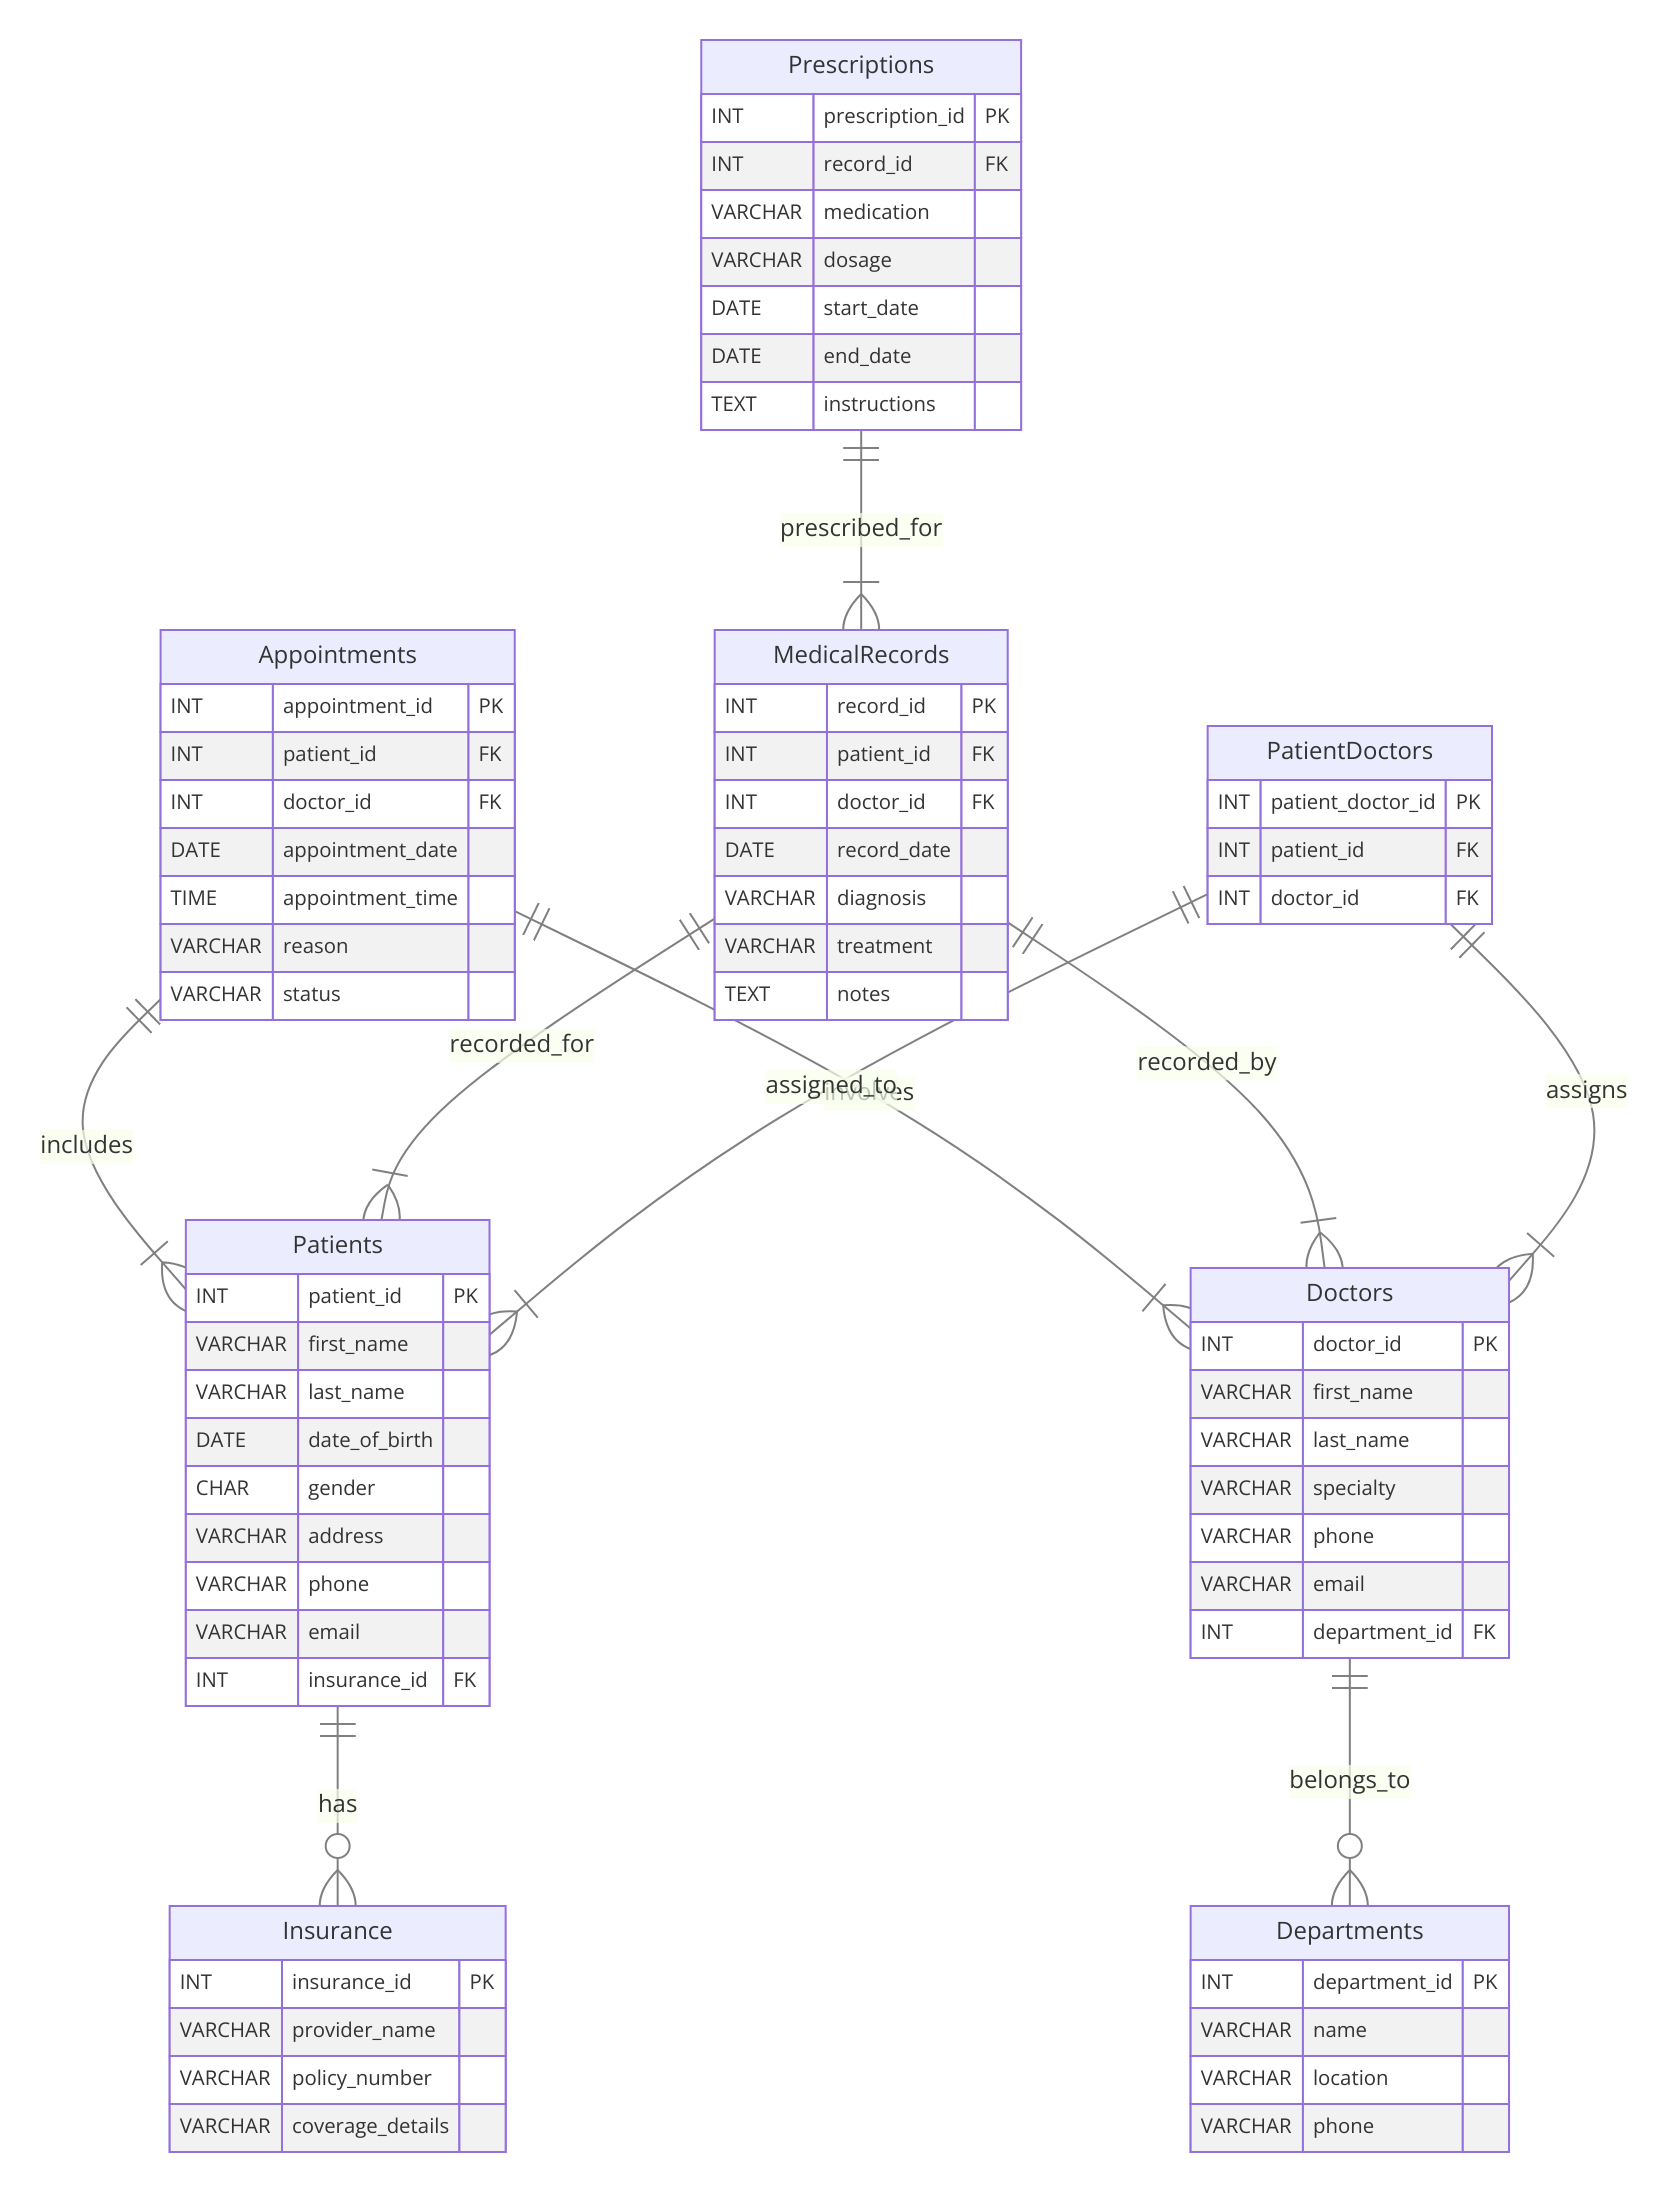 Prescriptions
INT prescription_id PK
INT record_id FK
VARCHAR medication
VARCHAR dosage
DATE start_date
DATE end_date
TEXT instructions
prescribed_for
Appointments
INT appointment_id PK
INT patient_id FK
INT doctor_id FK
DATE appointment_date
TIME appointment_time
VARCHAR reason
VARCHAR status
MedicalRecords
INT record_id PK
INT patient_id FK
INT doctor_id FK
DATE record_date
VARCHAR diagnosis
VARCHAR treatment
TEXT notes
PatientDoctors
INT patient_doctor_id PK
INT patient_id FK
INT doctor_id FK
recorded_for
recorded_by
assigned_to
involves
assigns
includes
Patients
INT patient_id PK
VARCHAR first_name
VARCHAR last_name
DATE date_of_birth
CHAR gender
VARCHAR address
VARCHAR phone
VARCHAR email
INT insurance_id FK
Doctors
INT doctor_id PK
VARCHAR first_name
VARCHAR last_name
VARCHAR specialty
VARCHAR phone
VARCHAR email
INT department_id FK
has
belongs_to
Insurance
INT insurance_id PK
VARCHAR provider_name
VARCHAR policy_number
VARCHAR coverage_details
Departments
INT department_id PK
VARCHAR name
VARCHAR location
VARCHAR phone